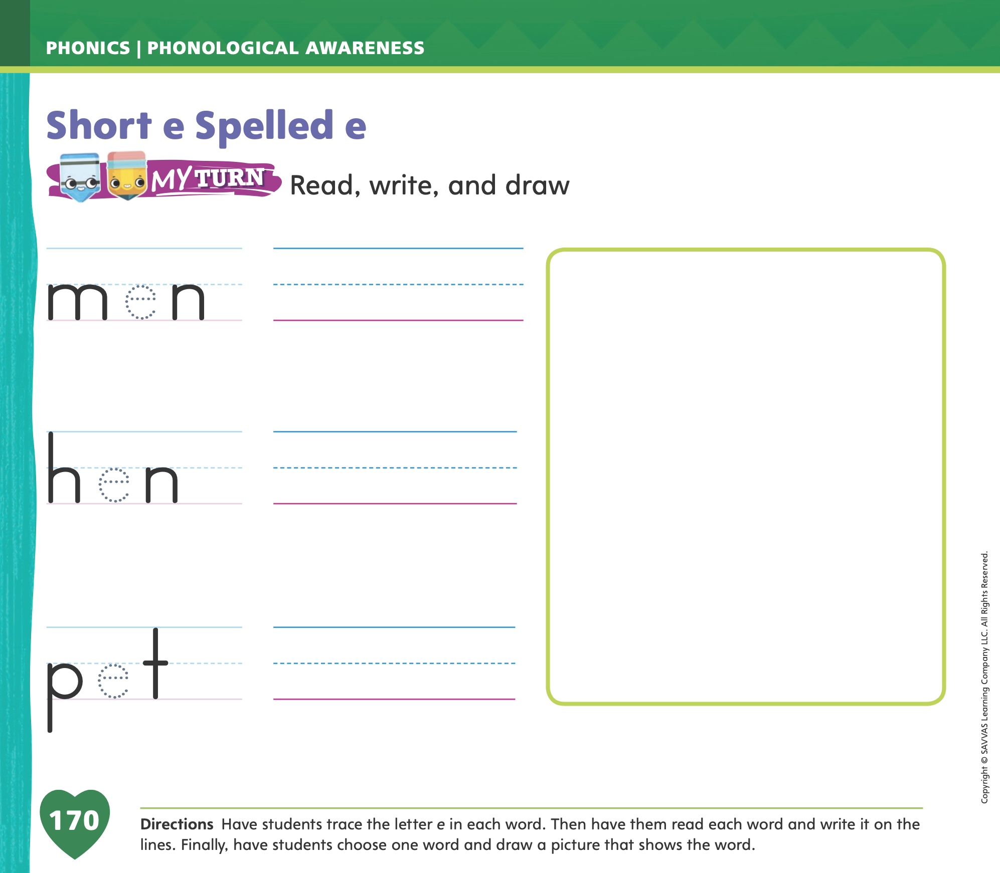 PHONICS | PHONOLOGICAL AWARENESS
Short e Spelled e
MY TURN Read, write, and draw
men
hen
pet
170
Directions Have students trace the letter e in each word. Then have them read each word and write it on the
lines. Finally, have students choose one word and draw a picture that shows the word.
Copyright © SAVVAS Learning Company LLC. All Rights Reserved.